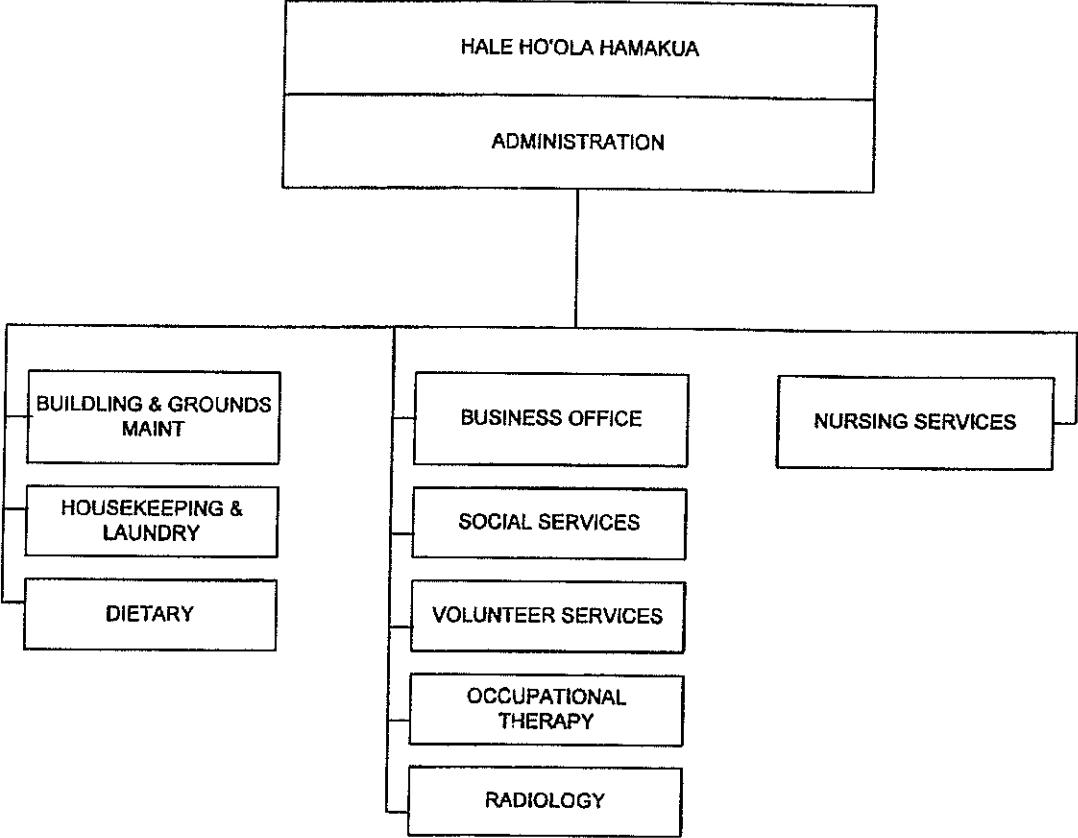 HALE HO'OLA HAMAKUA
ADMINISTRATION
BUILDLING & GROUNDS
MAINT
HOUSEKEEPING &
LAUNDRY
DIETARY
BUSINESS OFFICE
SOCIAL SERVICES
VOLUNTEER SERVICES
OCCUPATIONAL
THERAPY
RADIOLOGY
NURSING SERVICES